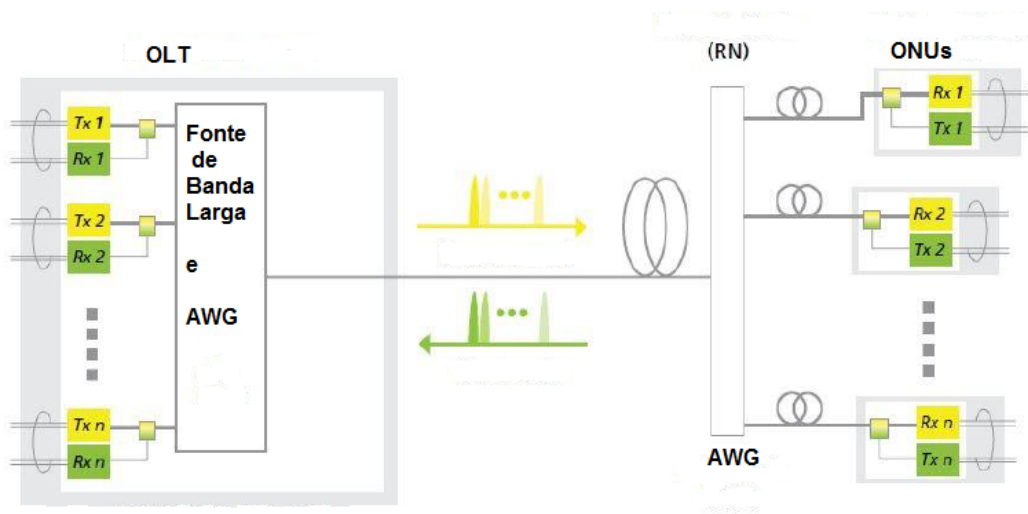 OLT
(RN)
ONUs
Tx 1
Rx 1
Tx 2
Rx 2
Tx n
Rx n
Fonte
de
Banda
Larga
e
AWG
AWG
Rx 1
Tx 1
Rx 2
Tx 2
Rx n
Tx n